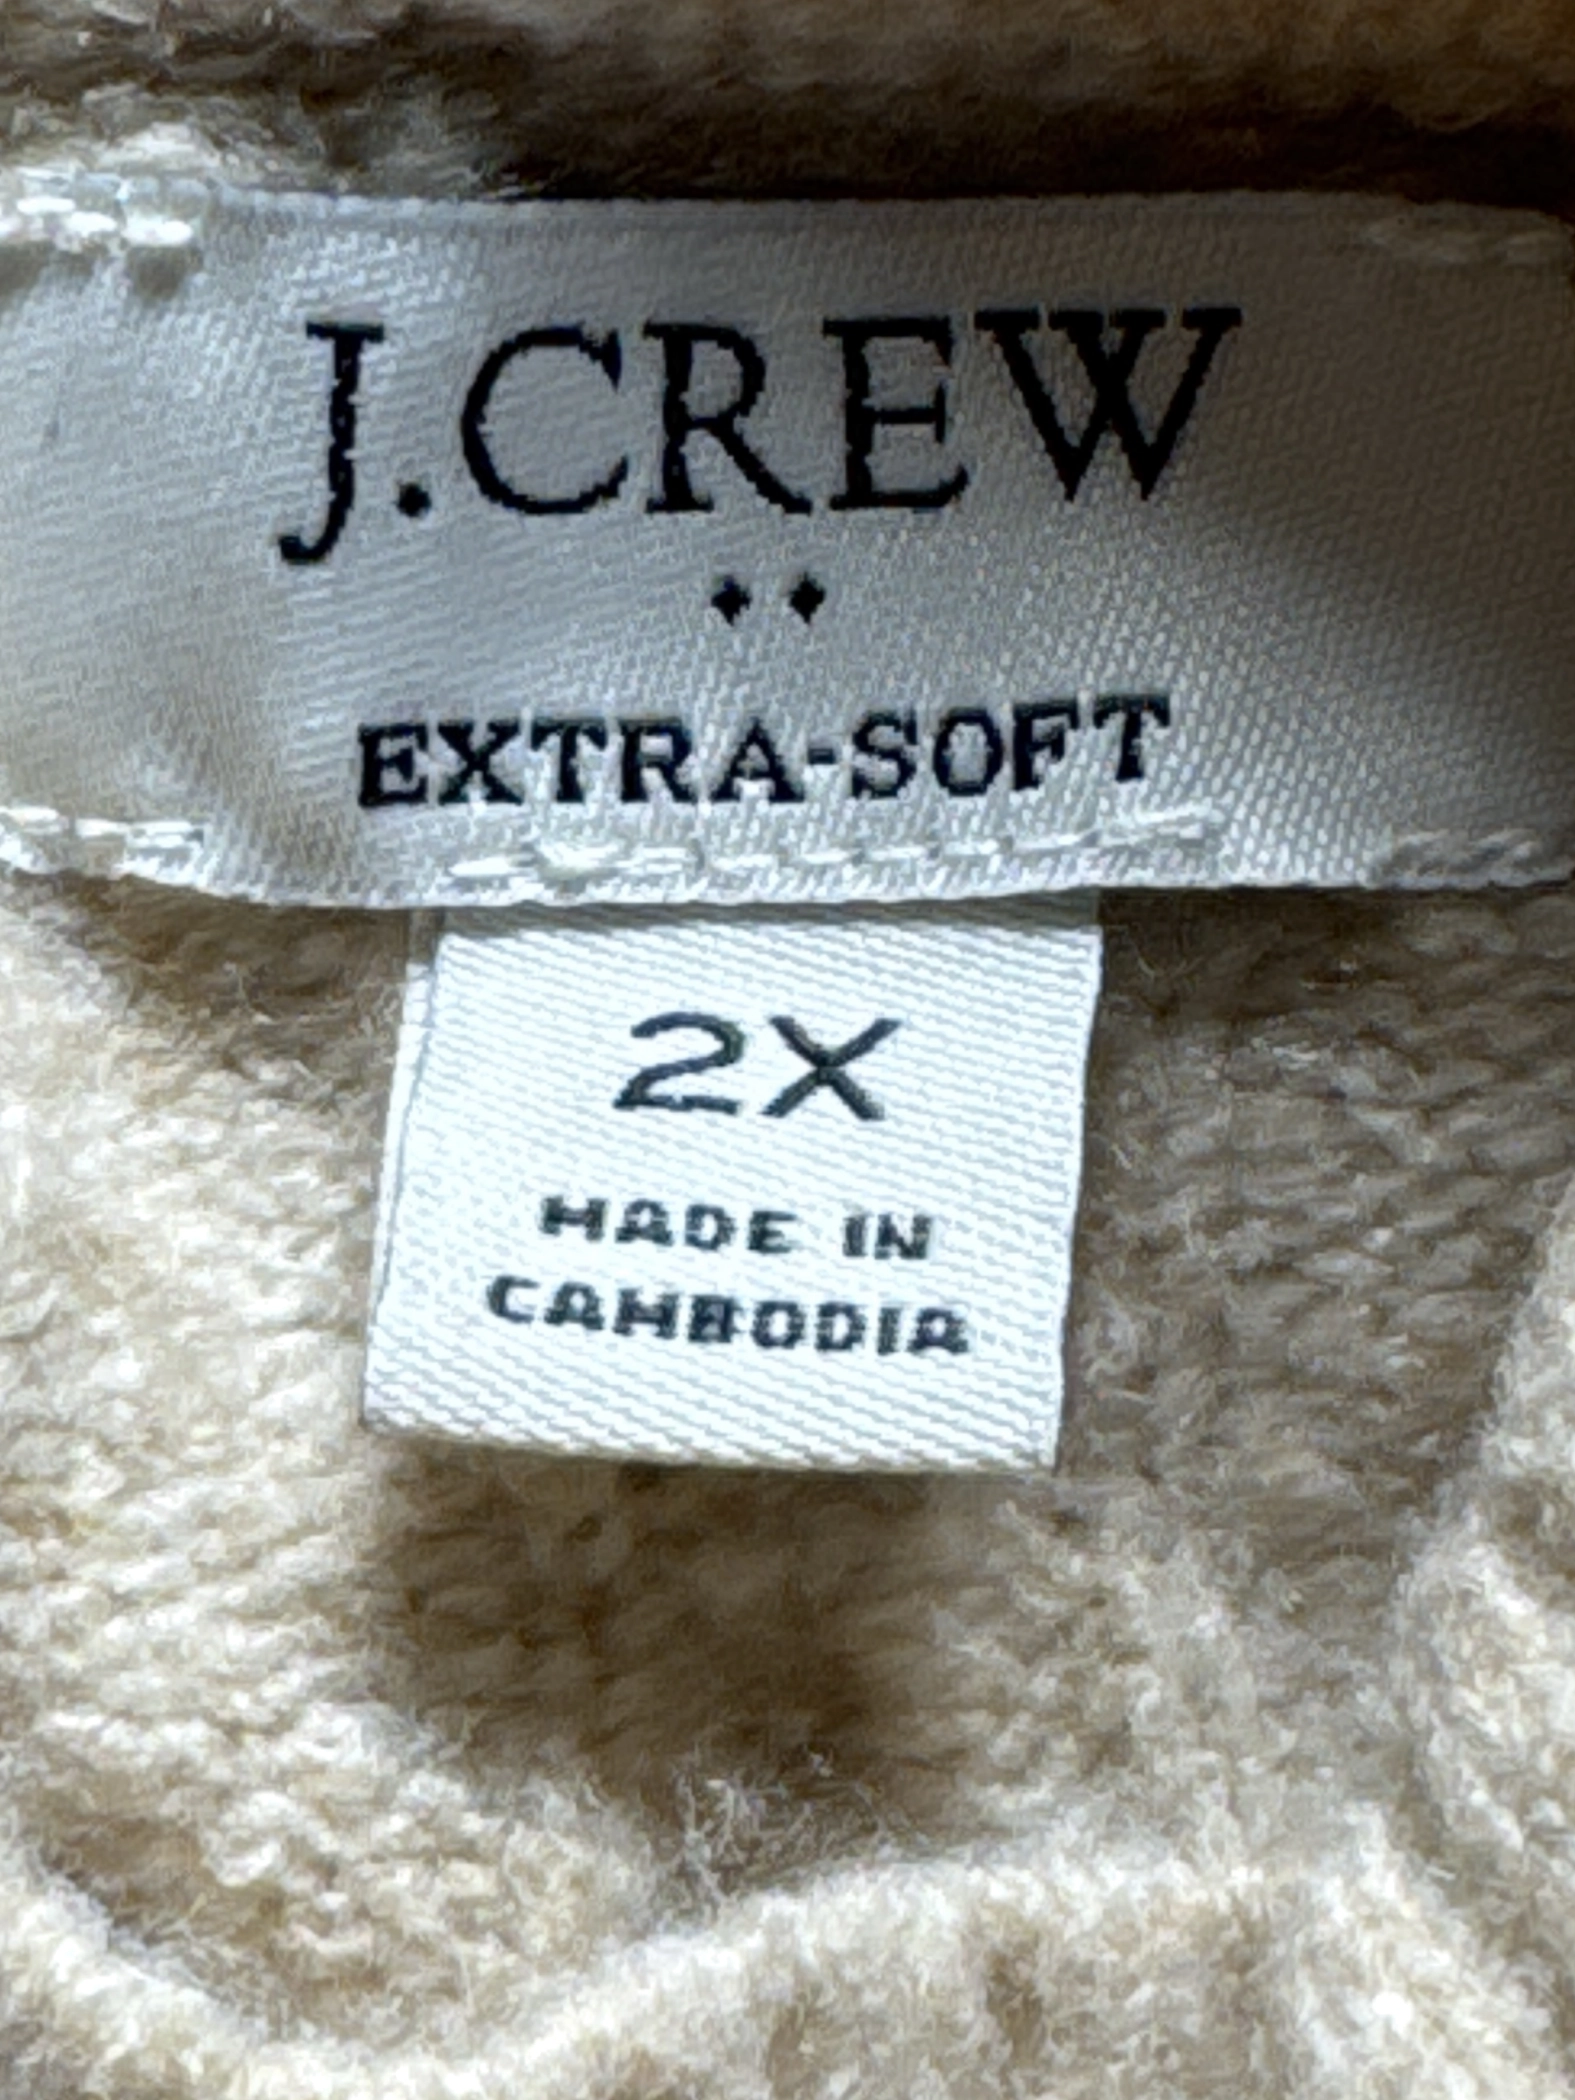 J.CREW
EXTRA-SOFT
2X
MADE IN
CAMBODIA